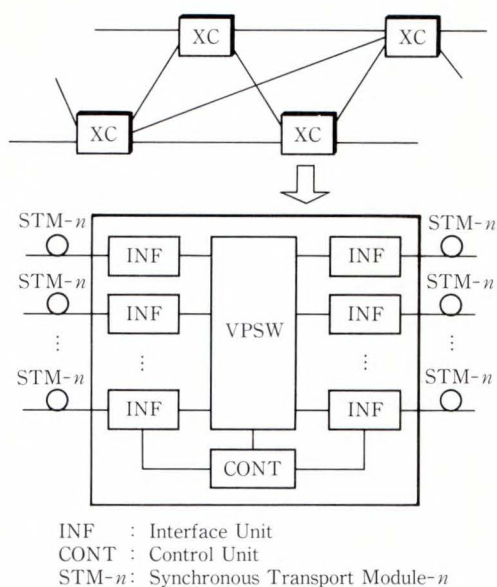 XC XC
XC XC
STM-n STM-n
INF INF
STM-n STM-n
INF VPSW INF
⋮ ⋮ ⋮ ⋮
STM-n STM-n
INF INF
CONT
INF : Interface Unit
CONT : Control Unit
STM-n : Synchronous Transport Module-n